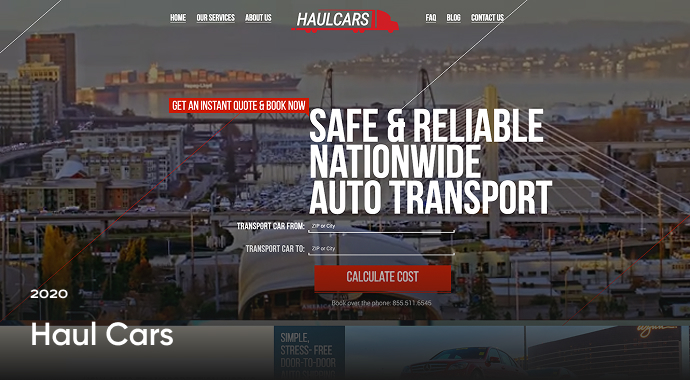 HOME
OUR SERVICES
ABOUT US
HAULCARS
FAQ
BLOG
CONTACT US
GET AN INSTANT QUOTE & BOOK NOW
SAFE & RELIABLE
NATIONWIDE
AUTO TRANSPORT
TRANSPORT CAR FROM:
ZIP or City
TRANSPORT CAR TO:
ZIP or City
CALCULATE COST
Book over the phone: 855.511.6545
2020
Haul Cars
SIMPLE,
STRESS- FREE
DOOR-TO-DOOR